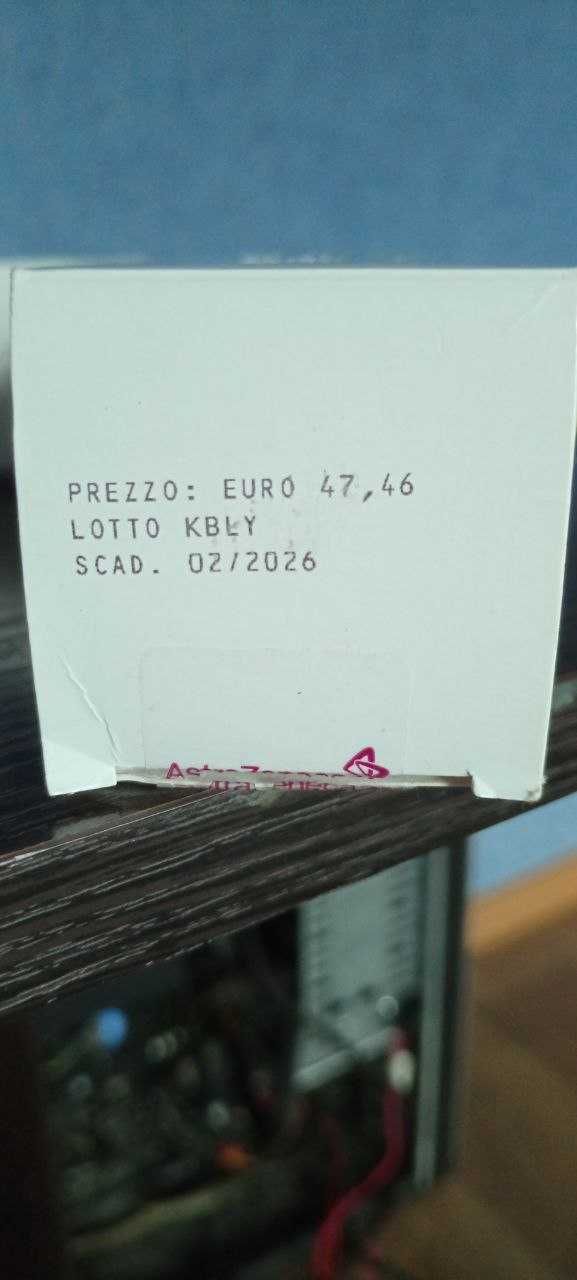 PREZZO: EURO 47,46
LOTTO KBLY
SCAD. 02/2026